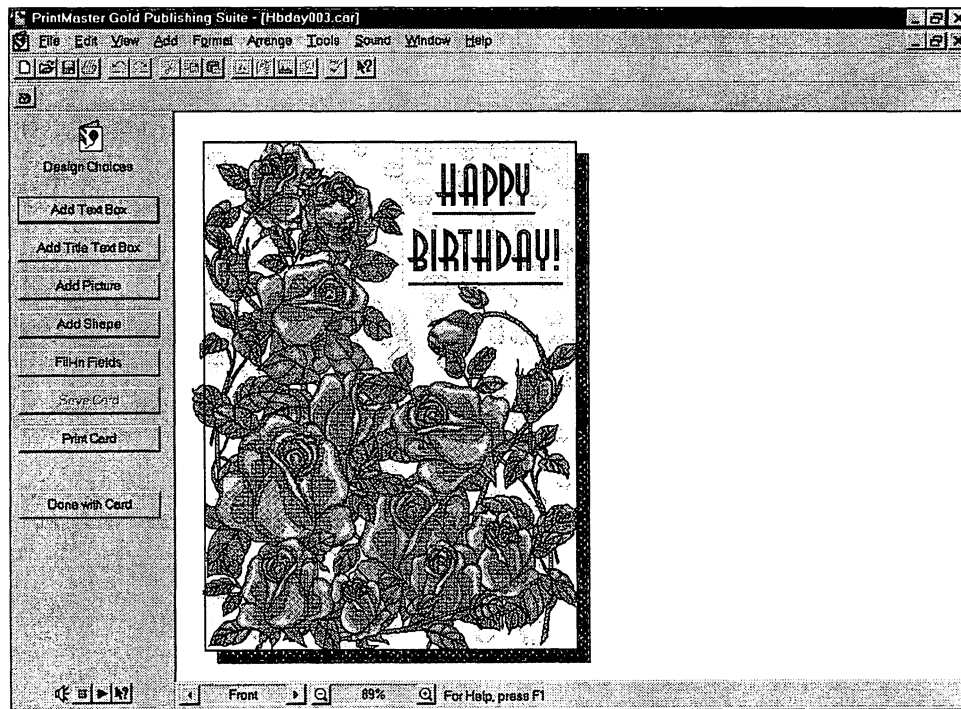 PrintMaster Gold Publishing Suite - [Hbday003.car]
File Edit View Add Format Arrange Tools Sound Window Help
Design Choices
Add Text Box
Add Title Text Box
Add Picture
Add Shape
Fill-In Fields
Save Card
Print Card
Done with Card
HAPPY
BIRTHDAY!
Front 69% For Help, press F1